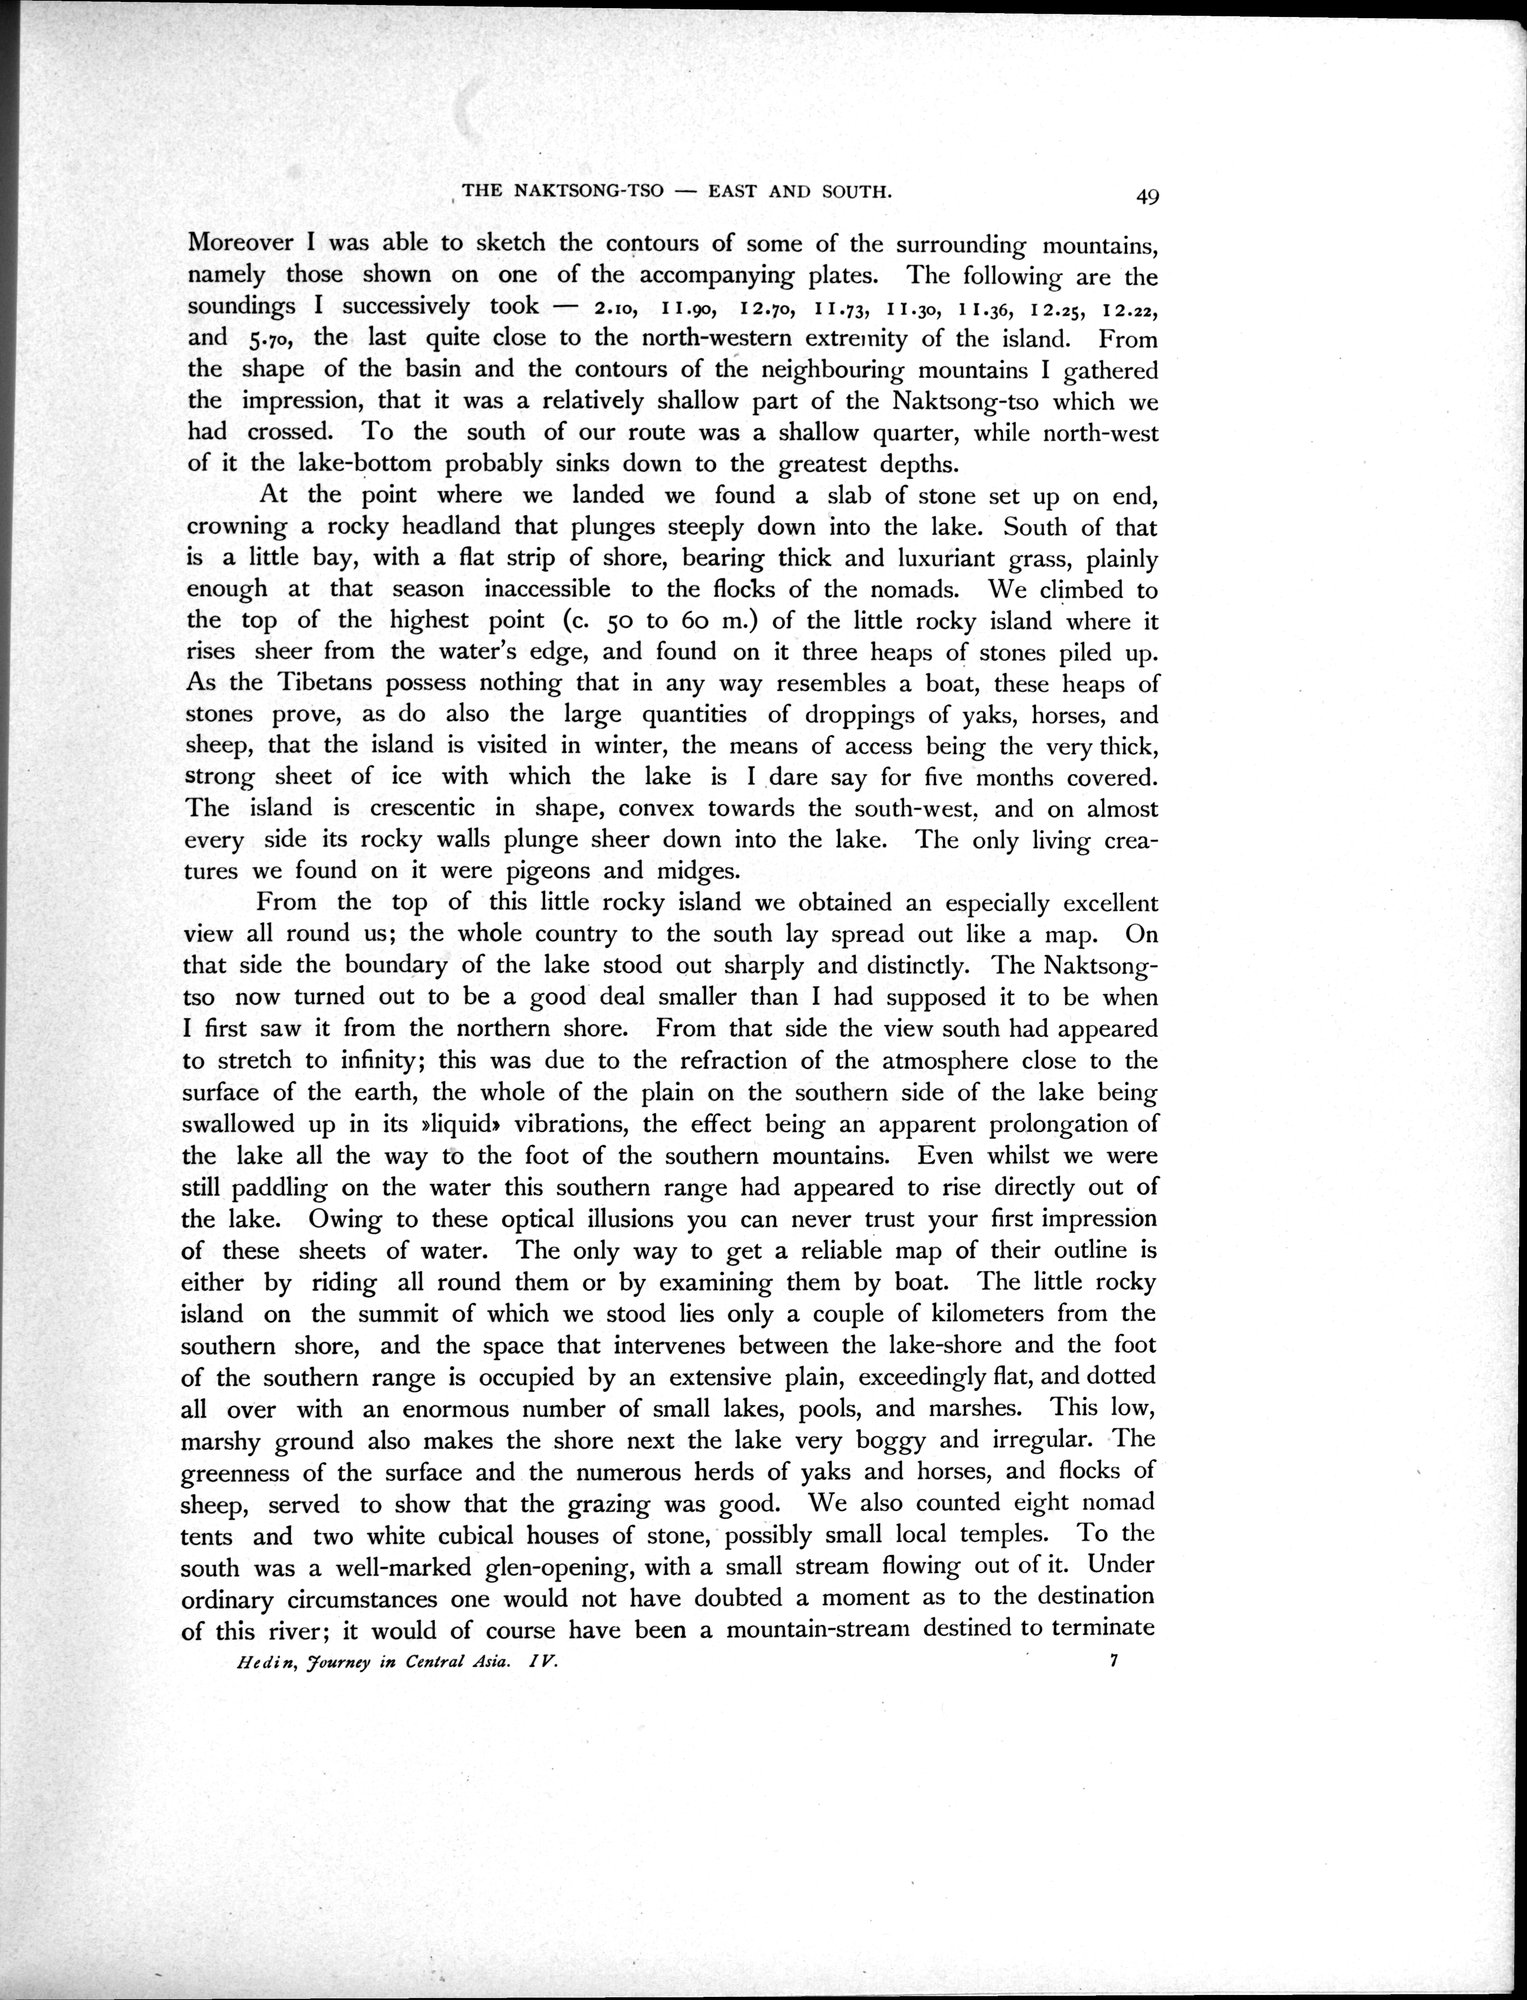 THE NAKTSONG-TSO — EAST AND SOUTH. 49
Moreover I was able to sketch the contours of some of the surrounding mountains,
namely those shown on one of the accompanying plates. The following are the
soundings I successively took — 2.10, 11.90, 12.70, 11.73, 11.30, 11.36, 12.25, 12.22,
and 5.70, the last quite close to the north-western extremity of the island. From
the shape of the basin and the contours of the neighbouring mountains I gathered
the impression, that it was a relatively shallow part of the Naktsong-tso which we
had crossed. To the south of our route was a shallow quarter, while north-west
of it the lake-bottom probably sinks down to the greatest depths.
At the point where we landed we found a slab of stone set up on end,
crowning a rocky headland that plunges steeply down into the lake. South of that
is a little bay, with a flat strip of shore, bearing thick and luxuriant grass, plainly
enough at that season inaccessible to the flocks of the nomads. We climbed to
the top of the highest point (c. 50 to 60 m.) of the little rocky island where it
rises sheer from the water's edge, and found on it three heaps of stones piled up.
As the Tibetans possess nothing that in any way resembles a boat, these heaps of
stones prove, as do also the large quantities of droppings of yaks, horses, and
sheep, that the island is visited in winter, the means of access being the very thick,
strong sheet of ice with which the lake is I dare say for five months covered.
The island is crescentic in shape, convex towards the south-west, and on almost
every side its rocky walls plunge sheer down into the lake. The only living crea-
tures we found on it were pigeons and midges.
From the top of this little rocky island we obtained an especially excellent
view all round us; the whole country to the south lay spread out like a map. On
that side the boundary of the lake stood out sharply and distinctly. The Naktsong-
tso now turned out to be a good deal smaller than I had supposed it to be when
I first saw it from the northern shore. From that side the view south had appeared
to stretch to infinity; this was due to the refraction of the atmosphere close to the
surface of the earth, the whole of the plain on the southern side of the lake being
swallowed up in its »liquid» vibrations, the effect being an apparent prolongation of
the lake all the way to the foot of the southern mountains. Even whilst we were
still paddling on the water this southern range had appeared to rise directly out of
the lake. Owing to these optical illusions you can never trust your first impression
of these sheets of water. The only way to get a reliable map of their outline is
either by riding all round them or by examining them by boat. The little rocky
island on the summit of which we stood lies only a couple of kilometers from the
southern shore, and the space that intervenes between the lake-shore and the foot
of the southern range is occupied by an extensive plain, exceedingly flat, and dotted
all over with an enormous number of small lakes, pools, and marshes. This low,
marshy ground also makes the shore next the lake very boggy and irregular. The
greenness of the surface and the numerous herds of yaks and horses, and flocks of
sheep, served to show that the grazing was good. We also counted eight nomad
tents and two white cubical houses of stone, possibly small local temples. To the
south was a well-marked glen-opening, with a small stream flowing out of it. Under
ordinary circumstances one would not have doubted a moment as to the destination
of this river; it would of course have been a mountain-stream destined to terminate
Hedin, Journey in Central Asia. IV. 7